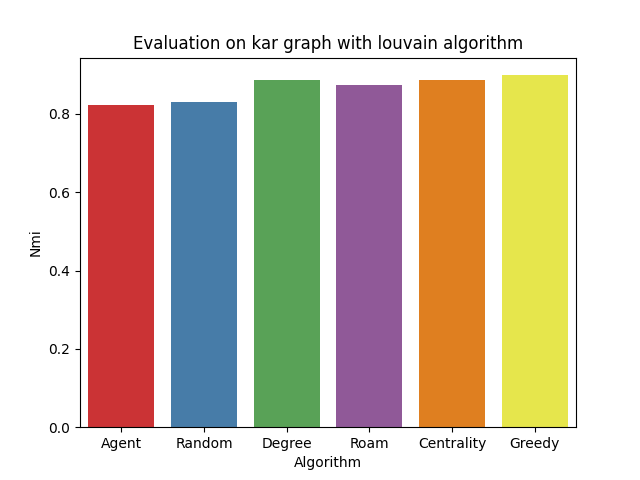 Evaluation on kar graph with louvain algorithm
0.8
0.6
0.4
0.2
0.0
Nmi
Agent Random Degree Roam Centrality Greedy
Algorithm